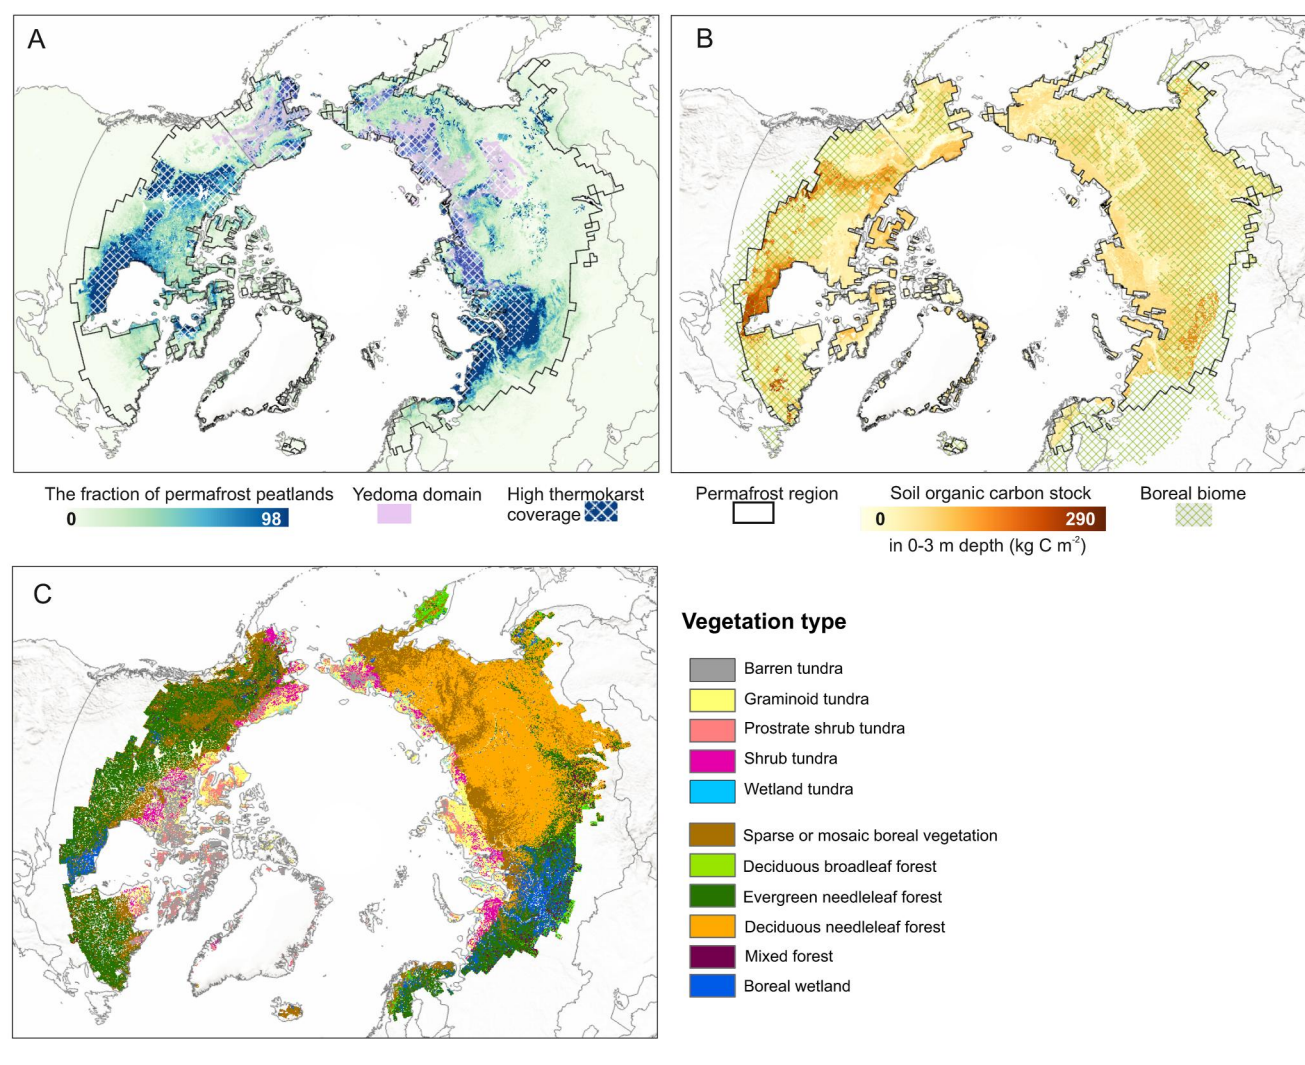 A
B
The fraction of permafrost peatlands
0 98
Yedoma domain
High thermokarst
coverage
Permafrost region
Soil organic carbon stock
0 290
in 0-3 m depth (kg C m⁻²)
Boreal biome
C
Vegetation type
Barren tundra
Graminoid tundra
Prostrate shrub tundra
Shrub tundra
Wetland tundra
Sparse or mosaic boreal vegetation
Deciduous broadleaf forest
Evergreen needleleaf forest
Deciduous needleleaf forest
Mixed forest
Boreal wetland